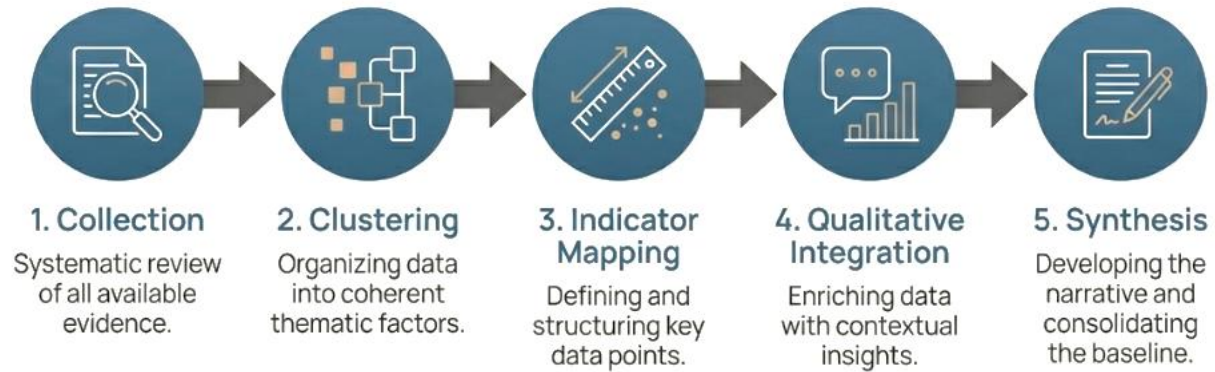 1. Collection
Systematic review
of all available
evidence.
2. Clustering
Organizing data
into coherent
thematic factors.
3. Indicator
Mapping
Defining and
structuring key
data points.
4. Qualitative
Integration
Enriching data
with contextual
insights.
5. Synthesis
Developing the
narrative and
consolidating
the baseline.